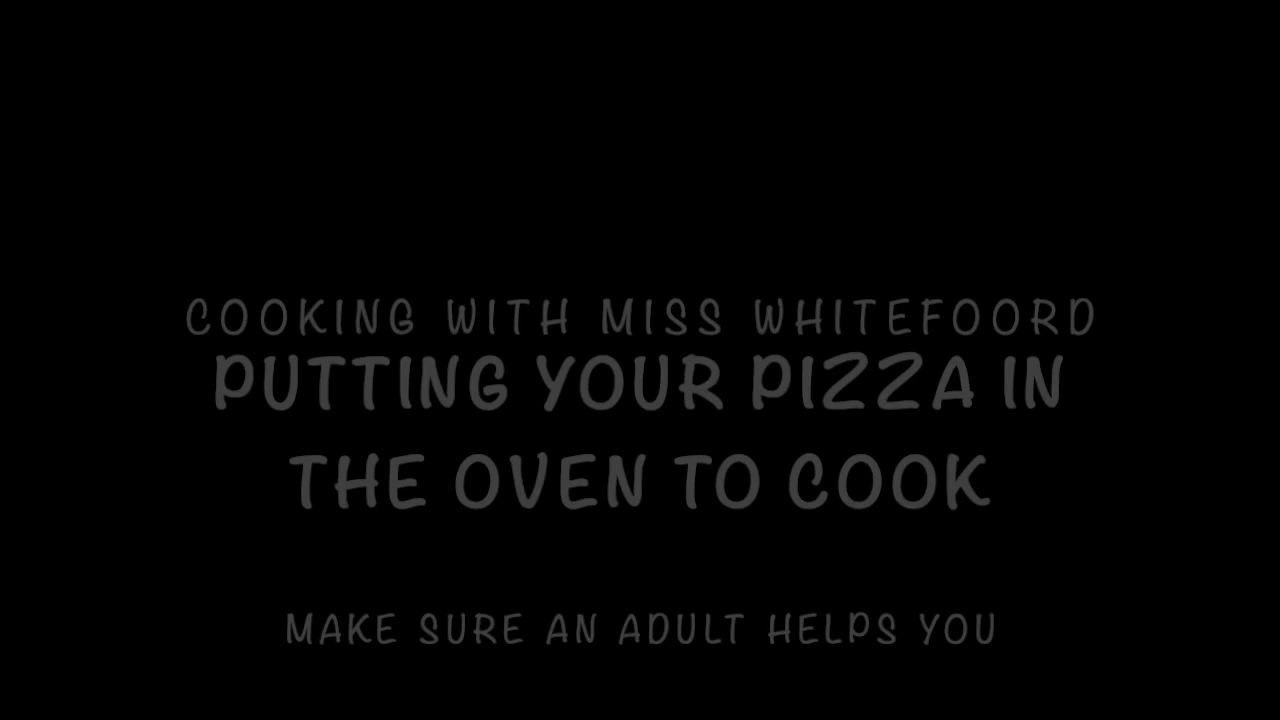 COOKING WITH MISS WHITEFOORD
PUTTING YOUR PIZZA IN
THE OVEN TO COOK
MAKE SURE AN ADULT HELPS YOU